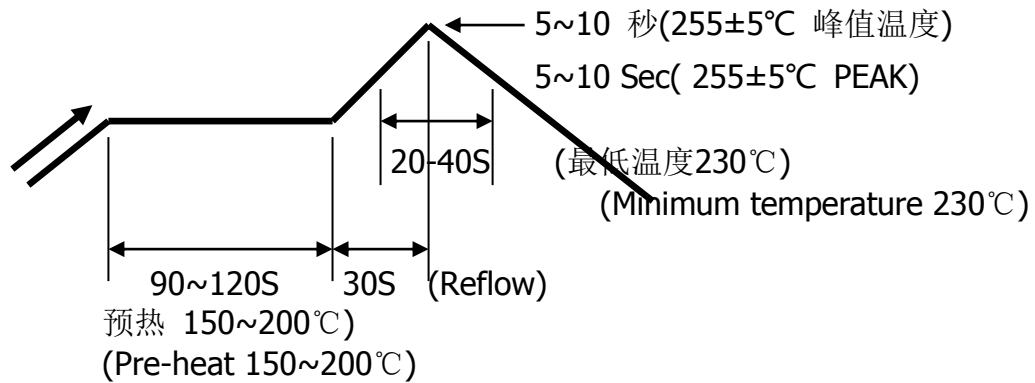 5~10 秒(255±5℃ 峰值温度)
5~10 Sec( 255±5℃ PEAK)
20-40S
(最低温度230℃)
(Minimum temperature 230℃)
90~120S
30S
(Reflow)
预热 150~200℃)
(Pre-heat 150~200℃)